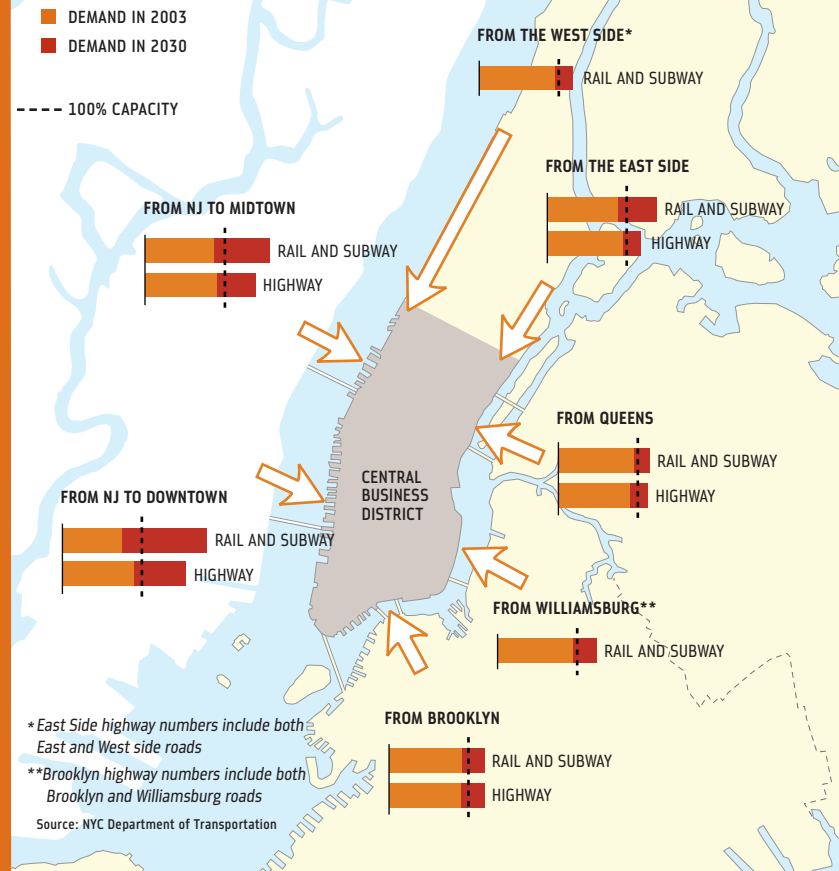 DEMAND IN 2003
DEMAND IN 2030
100% CAPACITY
FROM THE WEST SIDE*
RAIL AND SUBWAY
FROM THE EAST SIDE
RAIL AND SUBWAY
HIGHWAY
FROM NJ TO MIDTOWN
RAIL AND SUBWAY
HIGHWAY
FROM QUEENS
RAIL AND SUBWAY
HIGHWAY
CENTRAL
BUSINESS
DISTRICT
FROM NJ TO DOWNTOWN
RAIL AND SUBWAY
HIGHWAY
FROM WILLIAMSBURG**
RAIL AND SUBWAY
FROM BROOKLYN
RAIL AND SUBWAY
HIGHWAY
*East Side highway numbers include both
East and West side roads
**Brooklyn highway numbers include both
Brooklyn and Williamsburg roads
Source: NYC Department of Transportation